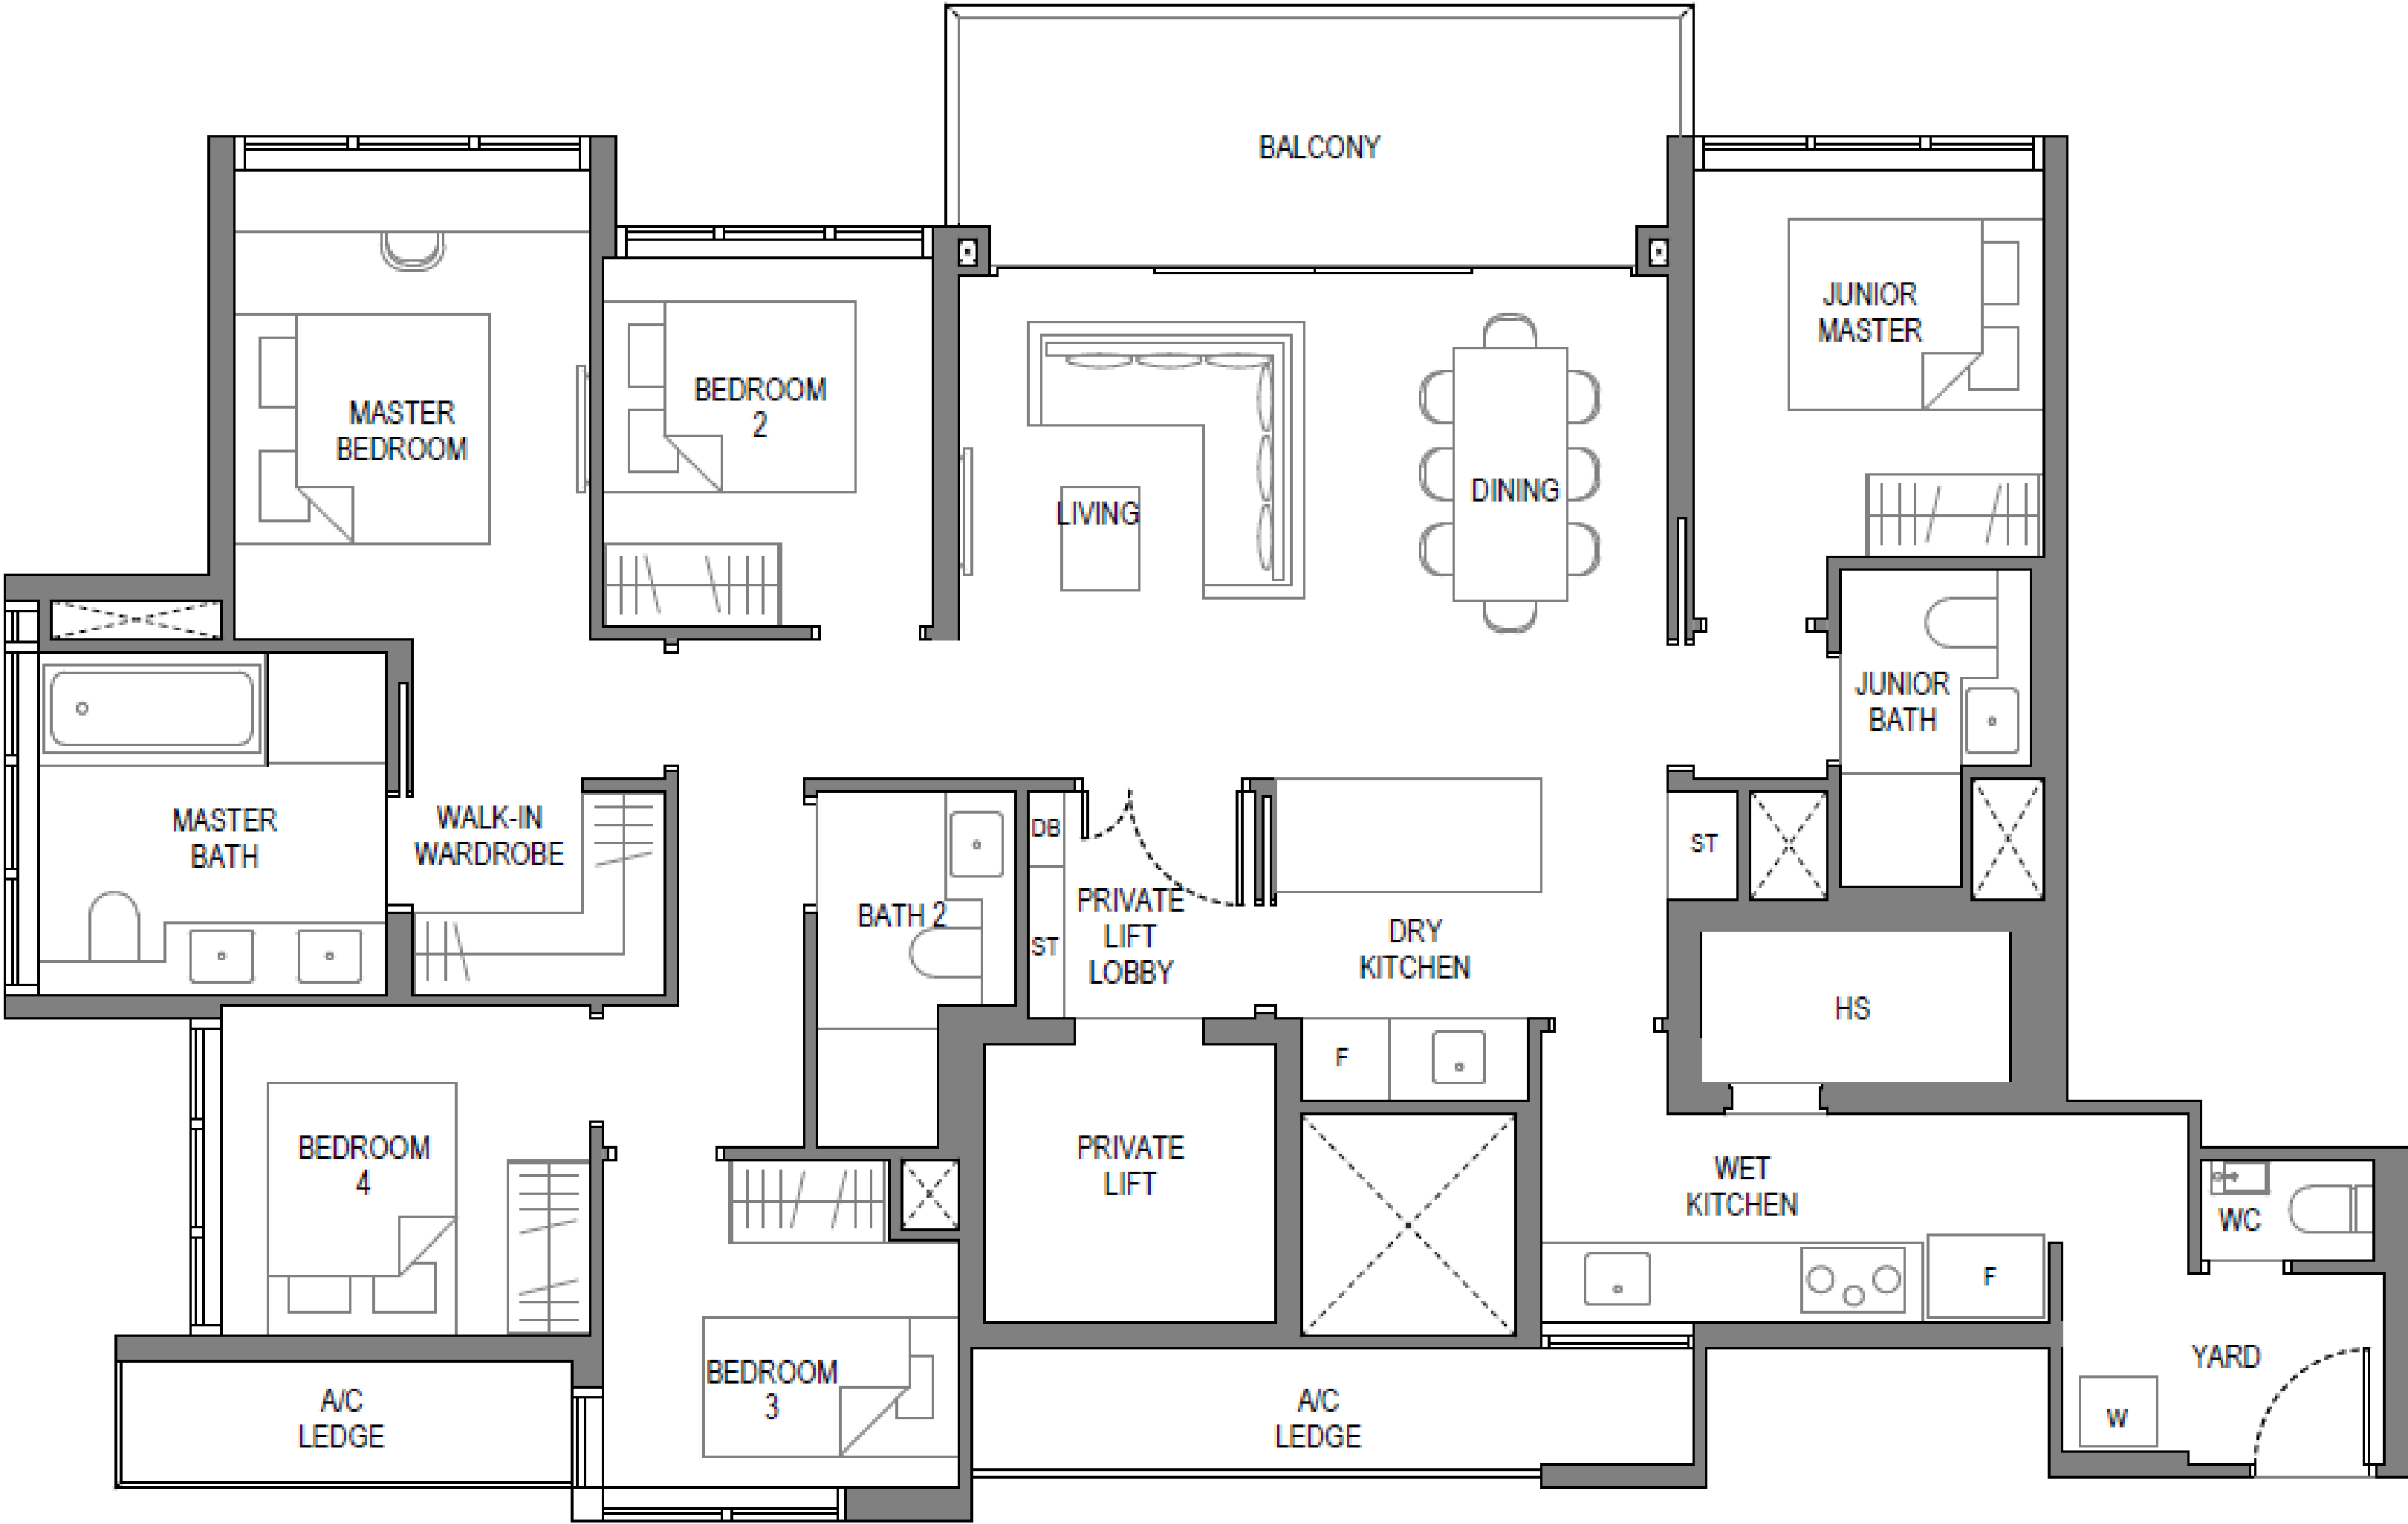 BALCONY
JUNIOR
MASTER
BEDROOM
2
MASTER
BEDROOM
LIVING
DINING
JUNIOR
BATH
MASTER
BATH
WALK-IN
WARDROBE
DB
ST
BATH 2
PRIVATE
LIFT
LOBBY
ST
DRY
KITCHEN
HS
F
BEDROOM
4
PRIVATE
LIFT
WET
KITCHEN
WC
F
YARD
BEDROOM
3
A/C
LEDGE
A/C
LEDGE
W